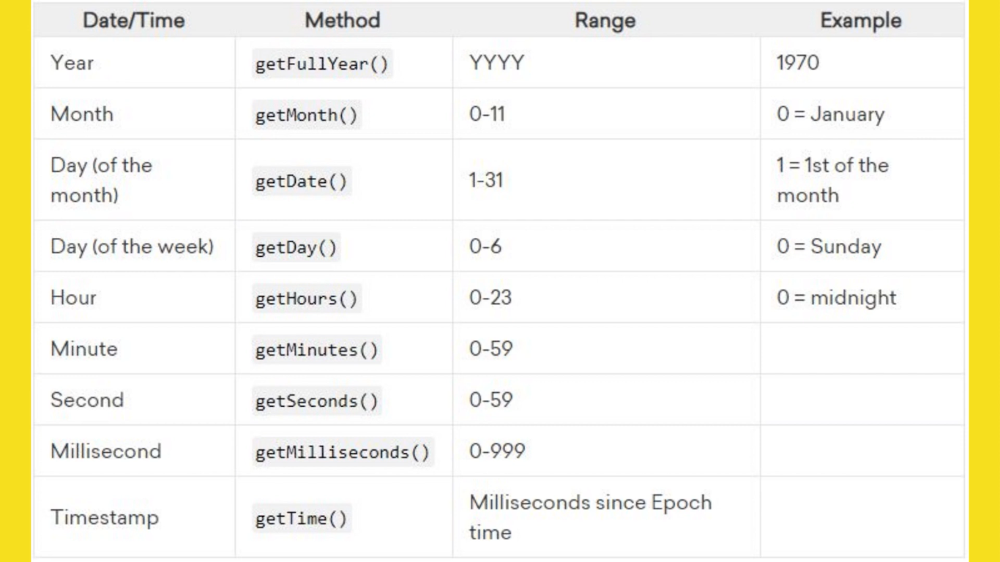 Date/Time Method Range Example
Year getFullYear() YYYY 1970
Month getMonth() 0-11 0 = January
Day (of the
month) getDate() 1-31 1 = 1st of the
month
Day (of the week) getDay() 0-6 0 = Sunday
Hour getHours() 0-23 0 = midnight
Minute getMinutes() 0-59
Second getSeconds() 0-59
Millisecond getMilliseconds() 0-999
Timestamp getTime() Milliseconds since Epoch
time